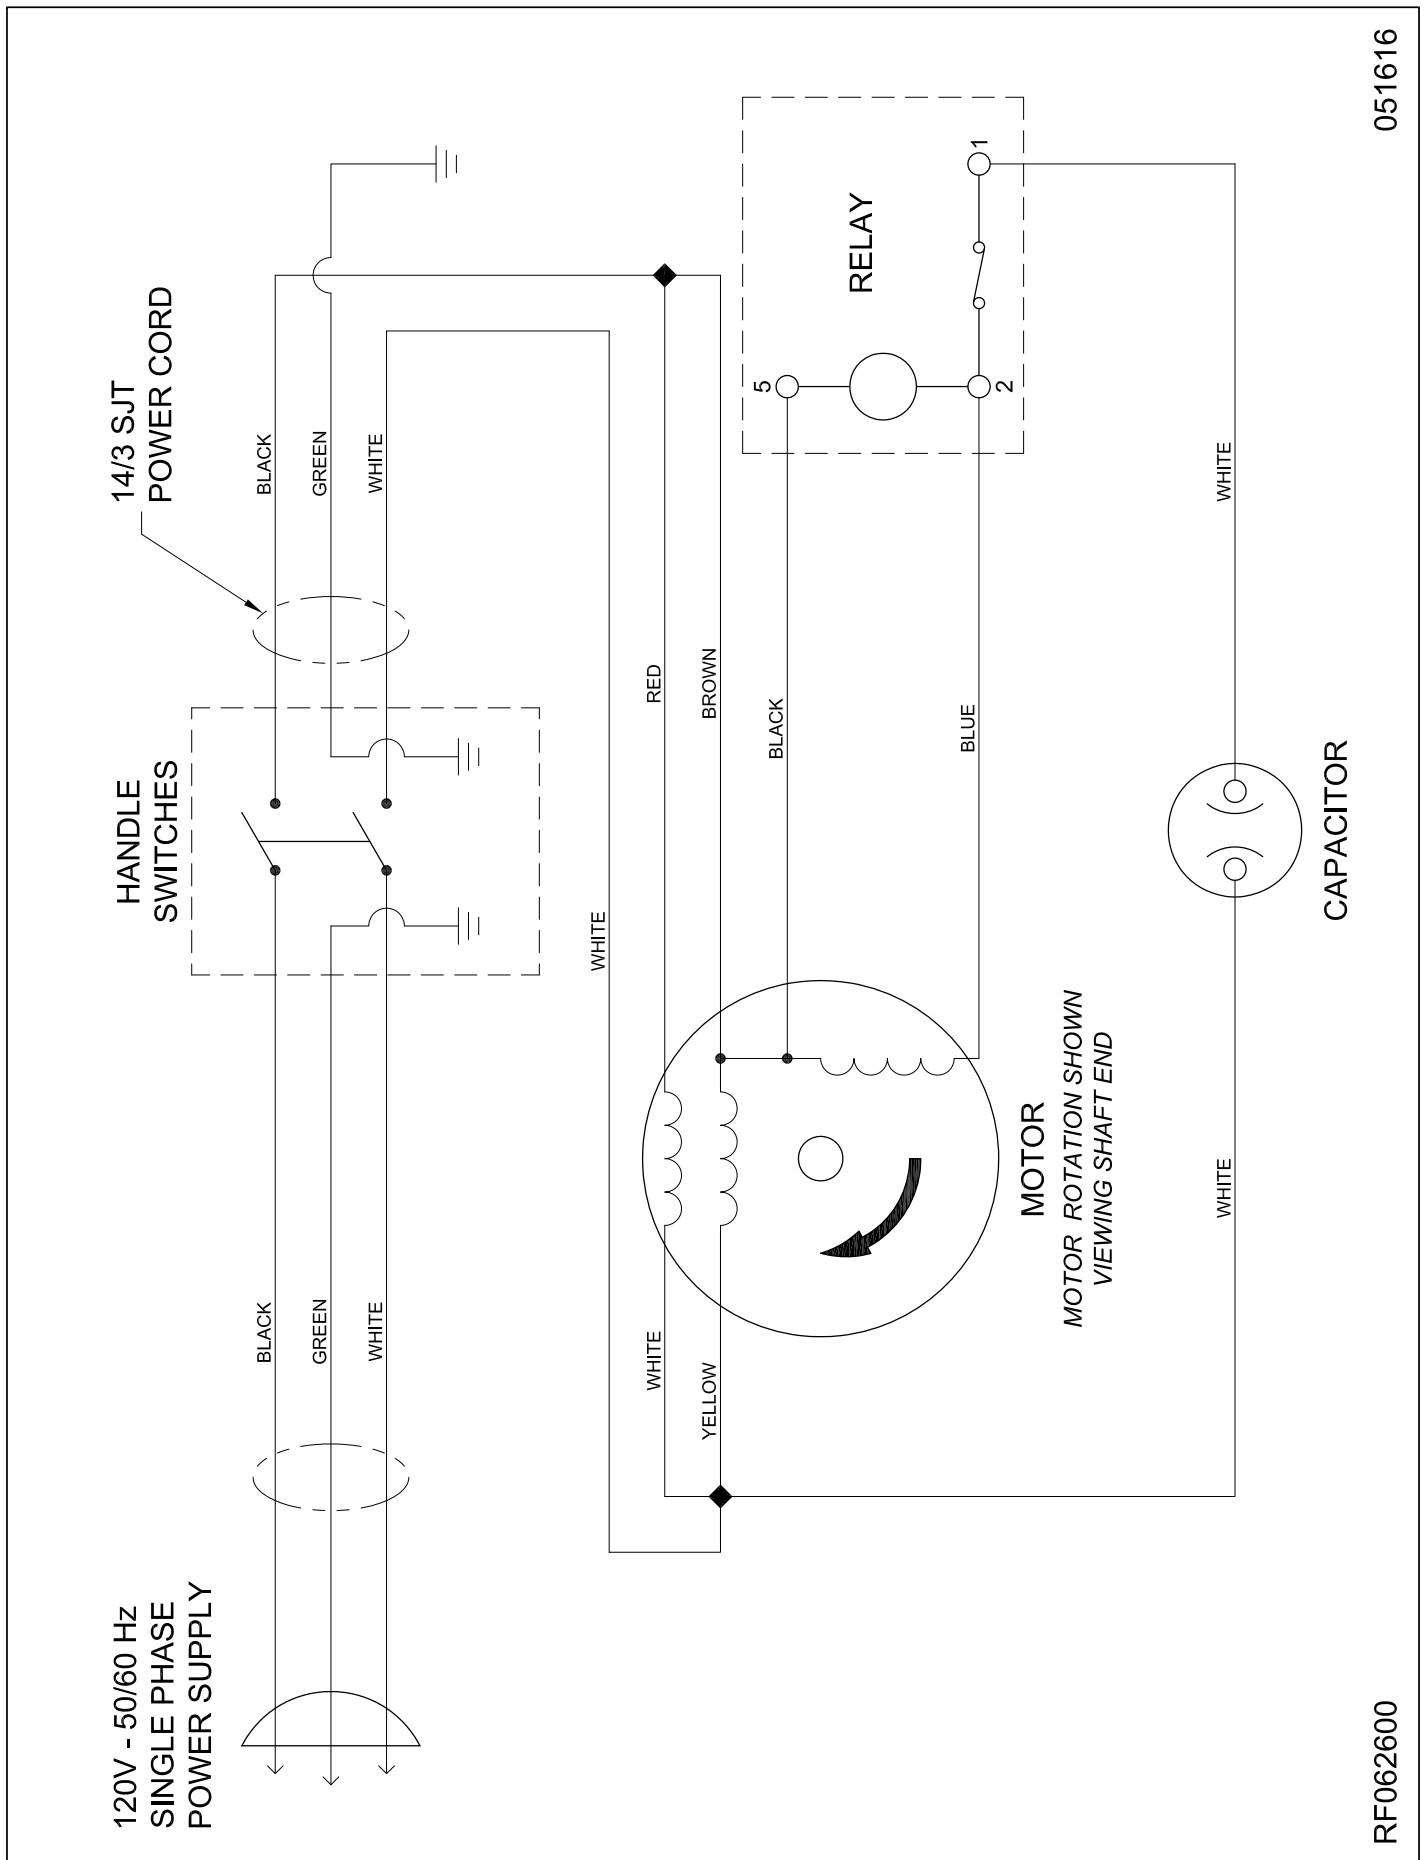 120V - 50/60 Hz
SINGLE PHASE
POWER SUPPLY
HANDLE
SWITCHES
14/3 SJT
POWER CORD
BLACK
GREEN
WHITE
BLACK
GREEN
WHITE
WHITE
WHITE
RED
YELLOW
BROWN
BLACK
BLUE
5
2
1
RELAY
MOTOR
MOTOR ROTATION SHOWN
VIEWING SHAFT END
WHITE
WHITE
CAPACITOR
RF062600
051616